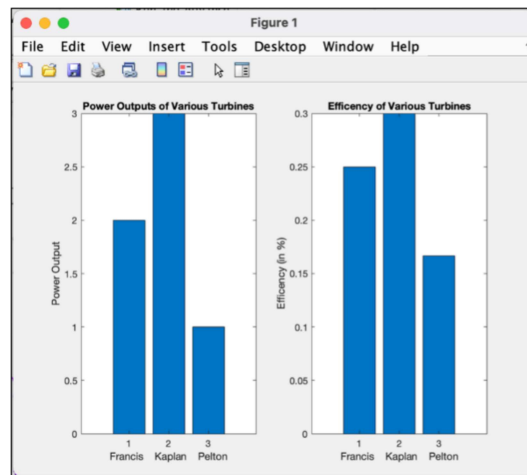 Figure 1
File Edit View Insert Tools Desktop Window Help
Power Outputs of Various Turbines
3
2.5
2
1.5
1
0.5
0
Power Output
1 2 3
Francis Kaplan Pelton
Efficency of Various Turbines
0.3
0.25
0.2
0.15
0.1
0.05
0
Efficency (in %)
1 2 3
Francis Kaplan Pelton